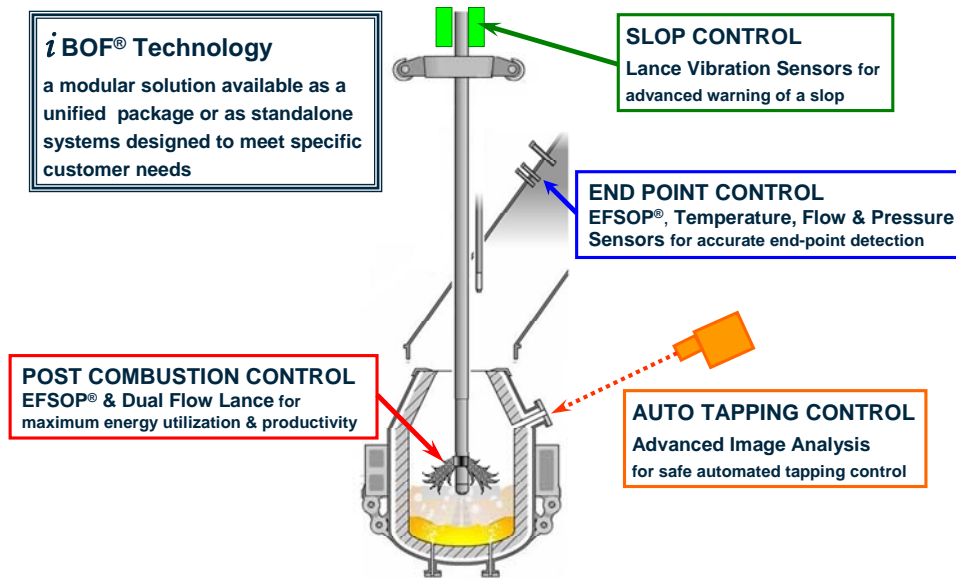 i BOF® Technology
a modular solution available as a
unified package or as standalone
systems designed to meet specific
customer needs
SLOP CONTROL
Lance Vibration Sensors for
advanced warning of a slop
END POINT CONTROL
EFSOP®, Temperature, Flow & Pressure
Sensors for accurate end-point detection
POST COMBUSTION CONTROL
EFSOP® & Dual Flow Lance for
maximum energy utilization & productivity
AUTO TAPPING CONTROL
Advanced Image Analysis
for safe automated tapping control